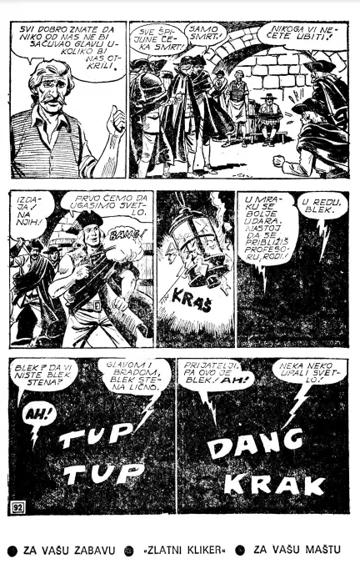 SVI DOBRO ZNATE DA
NIKO OD NAS NE BI
SAČUVAO GLAVU U-
KOLIKO BI
NAS OT-
KRILI.
SVE ŠPI-
JUNE ČE-
KA SMRT!
SAMO
SMRT!
NIKOGA VI NE-
ĆETE UBITI!
IZDA-
JA!
NA
NJIH!
PRVO ĆEMO DA
UGASIMO SVET-
LO.
BANG!
KRAŠ
U MRA-
KU SE
BOLJE
UDARA.
NASTOJ
DA SE
PRIBLIŽIŠ
PROFESO-
RU, RODI!
U REDU,
BLEK.
BLEK? DA VI
NISTE BLEK
STENA?
GLAVOM I
BRADOM,
BLEK STE-
NA LIČNO.
AH!
TUP
TUP
PRIJATELJI,
PA OVO JE
BLEK! AH!
NEKA NEKO
UPALI SVET-
LO!
DANG
KRAK
92
ZA VAŠU ZABAVU „ZLATNI KLIKER“ ZA VAŠU MAŠTU